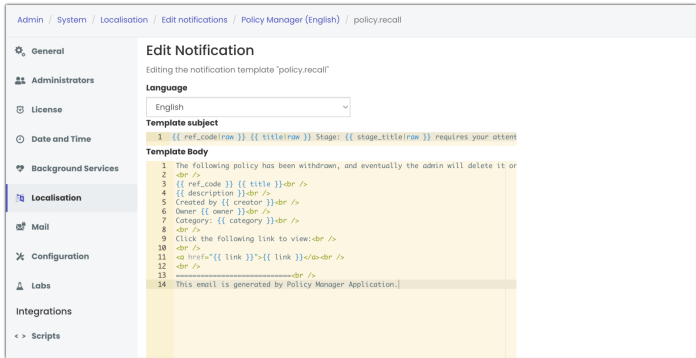 Admin / System / Localisation / Edit notifications / Policy Manager (English) / policy.recall
General
Administrators
License
Date and Time
Background Services
Localisation
Mail
Configuration
Labs
Integrations
< > Scripts
Edit Notification
Editing the notification template "policy.recall"
Language
English
Template subject
1 {{ ref_code|raw }} {{ title|raw }} Stage: {{ stage_title|raw }} requires your attent
Template Body
1 The following policy has been withdrawn, and eventually the admin will delete it or
2 <br />
3 {{ ref_code }} {{ title }}<br />
4 {{ description }}<br />
5 Created by {{ creator }}<br />
6 Owner {{ owner }}<br />
7 Category: {{ category }}<br />
8 <br />
9 Click the following link to view:<br />
10 <br />
11 <a href="{{ link }}">{{ link }}</a><br />
12 <br />
13 ============================<br />
14 This email is generated by Policy Manager Application.